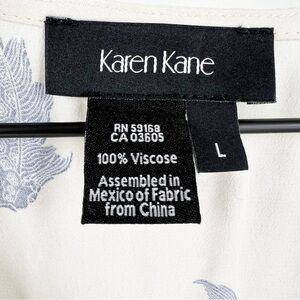 Karen Kane
RN 59168
CA 03605
100% Viscose
Assembled in
Mexico of Fabric
from China
L